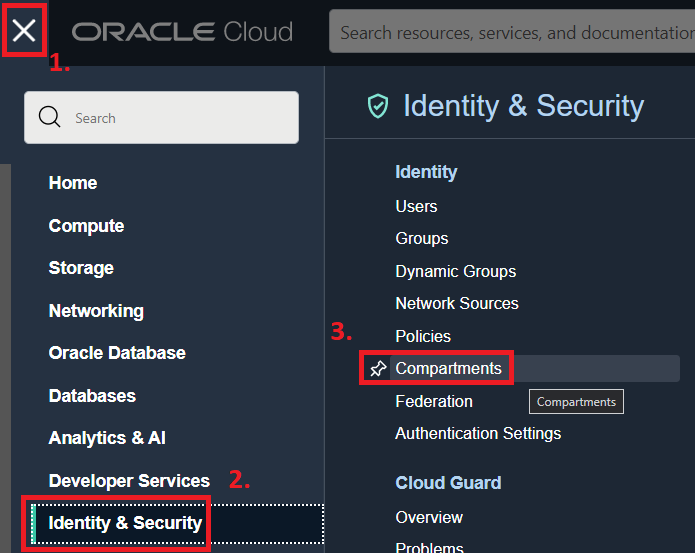 ORACLE Cloud
Search resources, services, and documentation
1.
Search
Identity & Security
Home
Compute
Storage
Networking
Oracle Database
Databases
Analytics & AI
Developer Services
2.
Identity & Security
Identity
Users
Groups
Dynamic Groups
Network Sources
Policies
3.
Compartments
Federation
Compartments
Authentication Settings
Cloud Guard
Overview
Problems